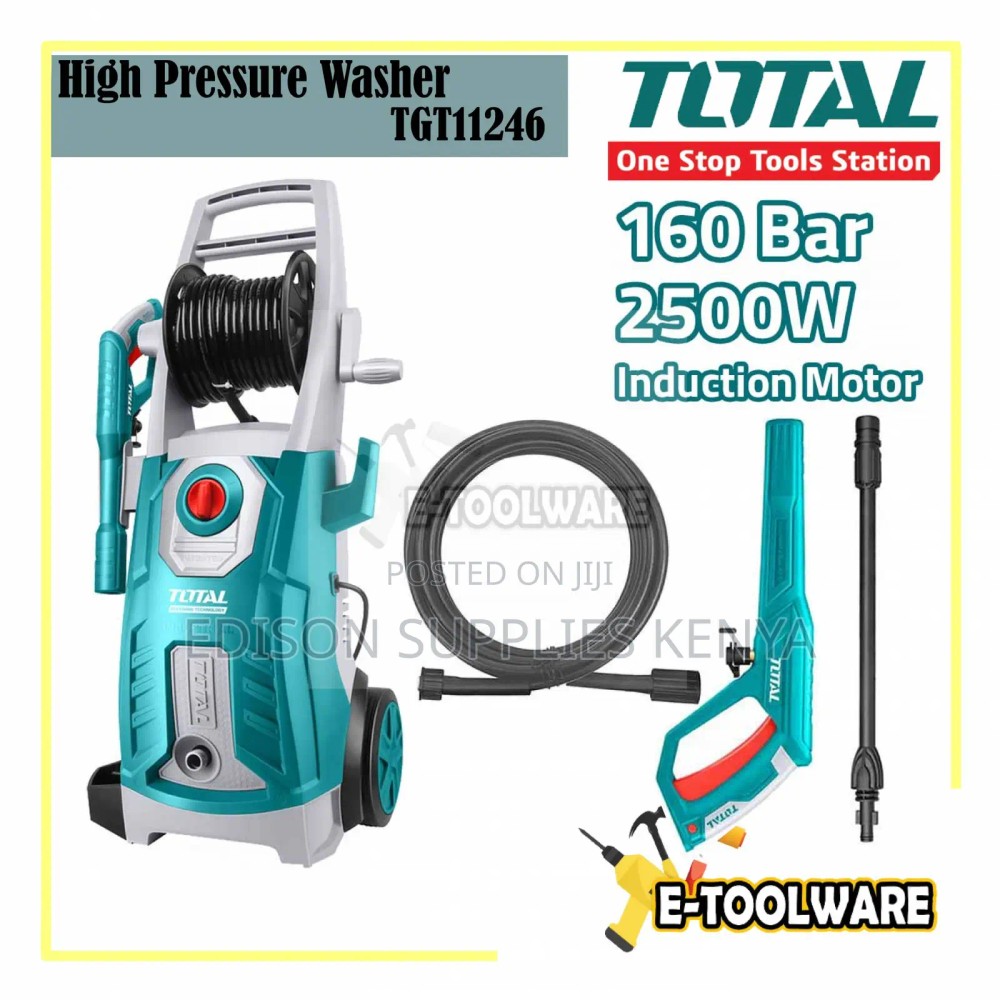 High Pressure Washer
TGT11246
TOTAL
One Stop Tools Station
160 Bar
2500W
Induction Motor
TOTAL
E-TOOLWARE
POSTED ON JIJI
EDISON SUPPLIES KENYA
TOTAL
TOTAL
TOTAL
TOTAL
E-TOOLWARE